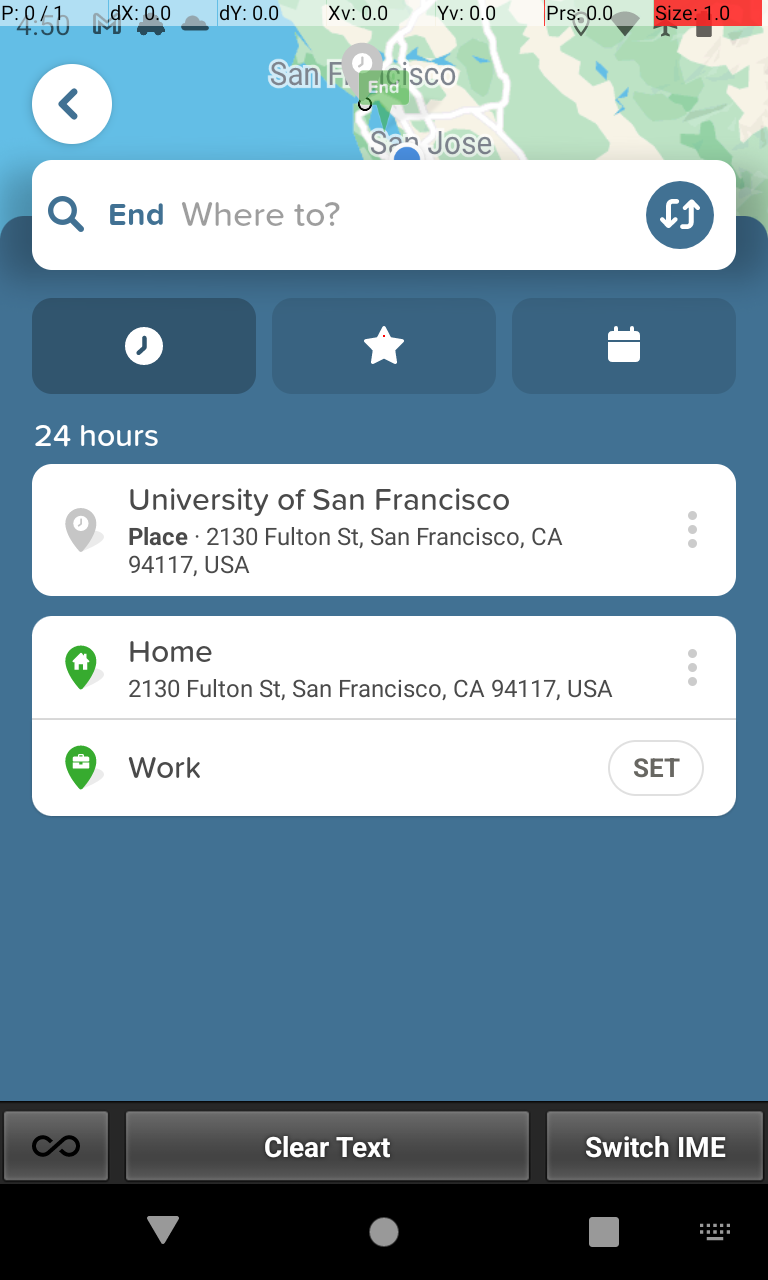 P: 0 / 1 dX: 0.0 dY: 0.0 Xv: 0.0 Yv: 0.0 Prs: 0.0 Size: 1.0
4:50
San Francisco
End
San Jose
End Where to?
24 hours
University of San Francisco
Place · 2130 Fulton St, San Francisco, CA
94117, USA
Home
2130 Fulton St, San Francisco, CA 94117, USA
Work SET
Clear Text Switch IME